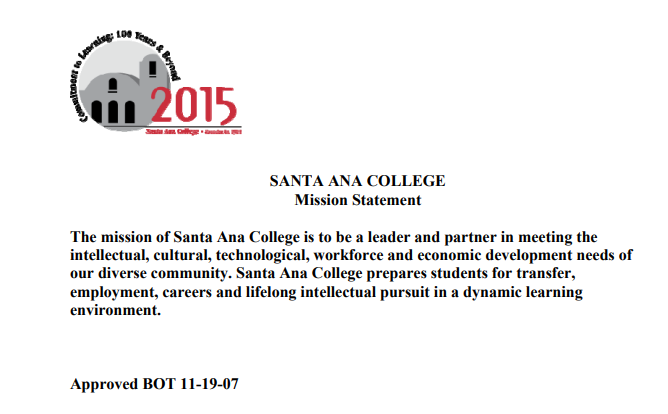 Commitment to Learning: 100 Years & Beyond
2015
Santa Ana College •
SANTA ANA COLLEGE
Mission Statement
The mission of Santa Ana College is to be a leader and partner in meeting the
intellectual, cultural, technological, workforce and economic development needs of
our diverse community. Santa Ana College prepares students for transfer,
employment, careers and lifelong intellectual pursuit in a dynamic learning
environment.
Approved BOT 11-19-07